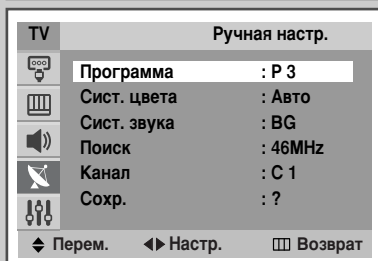 TV Ручная настр.
Программа : P 3
Сист. цвета : Авто
Сист. звука : BG
Поиск : 46MHz
Канал : C 1
Сохр. : ?
Перем. Настр. Возврат